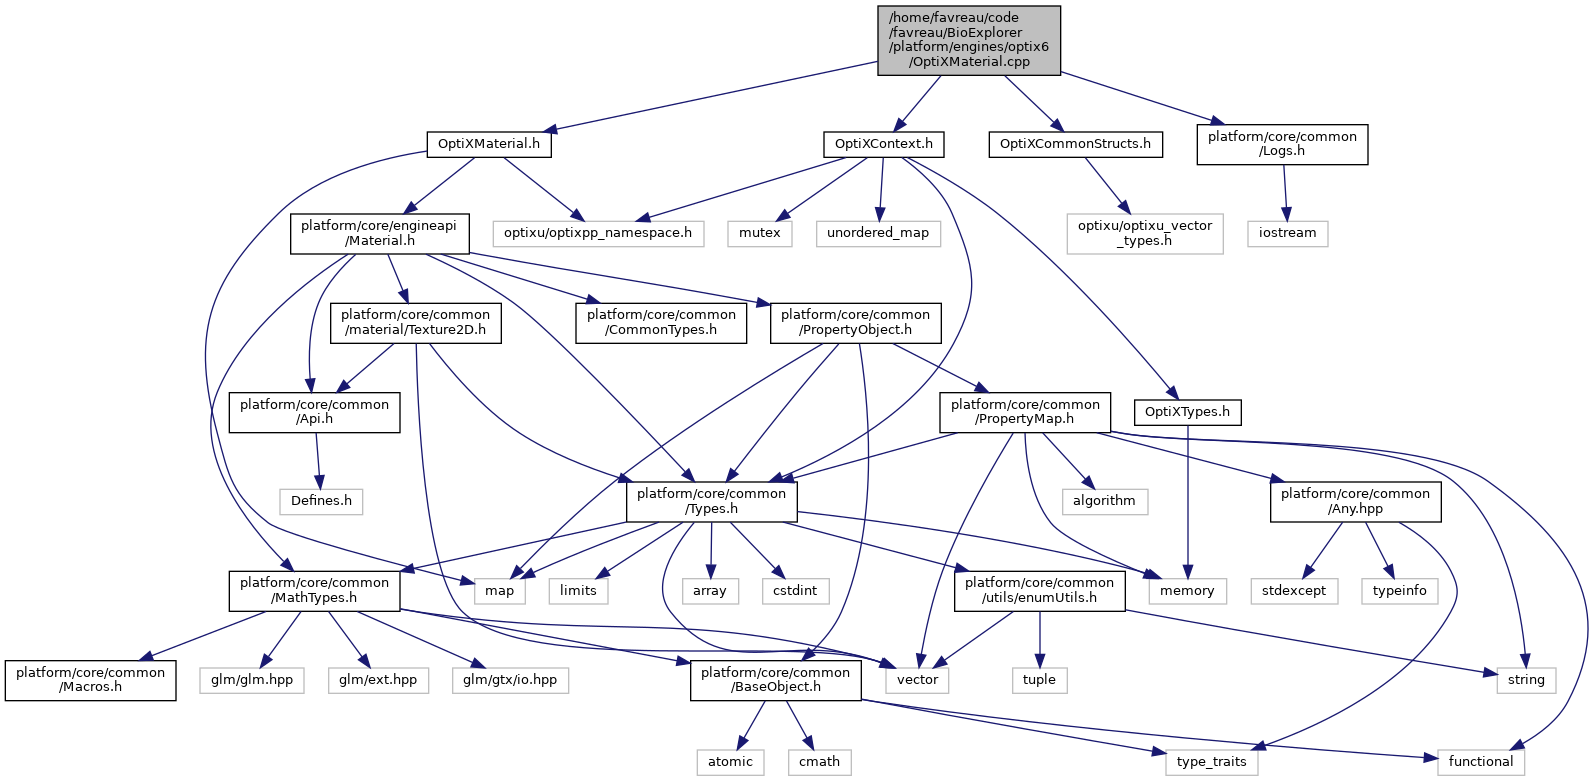 /home/favreau/code
/favreau/BioExplorer
/platform/engines/optix6
/OptiXMaterial.cpp
OptiXMaterial.h
OptiXContext.h
OptiXCommonStructs.h
platform/core/common
/Logs.h
platform/core/engineapi
/Material.h
optixu/optixpp_namespace.h
mutex
unordered_map
optixu/optixu_vector
_types.h
iostream
platform/core/common
/material/Texture2D.h
platform/core/common
/CommonTypes.h
platform/core/common
/PropertyObject.h
platform/core/common
/Api.h
platform/core/common
/PropertyMap.h
OptiXTypes.h
Defines.h
platform/core/common
/Types.h
algorithm
platform/core/common
/Any.hpp
platform/core/common
/MathTypes.h
map
limits
array
cstdint
platform/core/common
/utils/enumUtils.h
memory
stdexcept
typeinfo
platform/core/common
/Macros.h
glm/glm.hpp
glm/ext.hpp
glm/gtx/io.hpp
platform/core/common
/BaseObject.h
vector
tuple
string
atomic
cmath
type_traits
functional